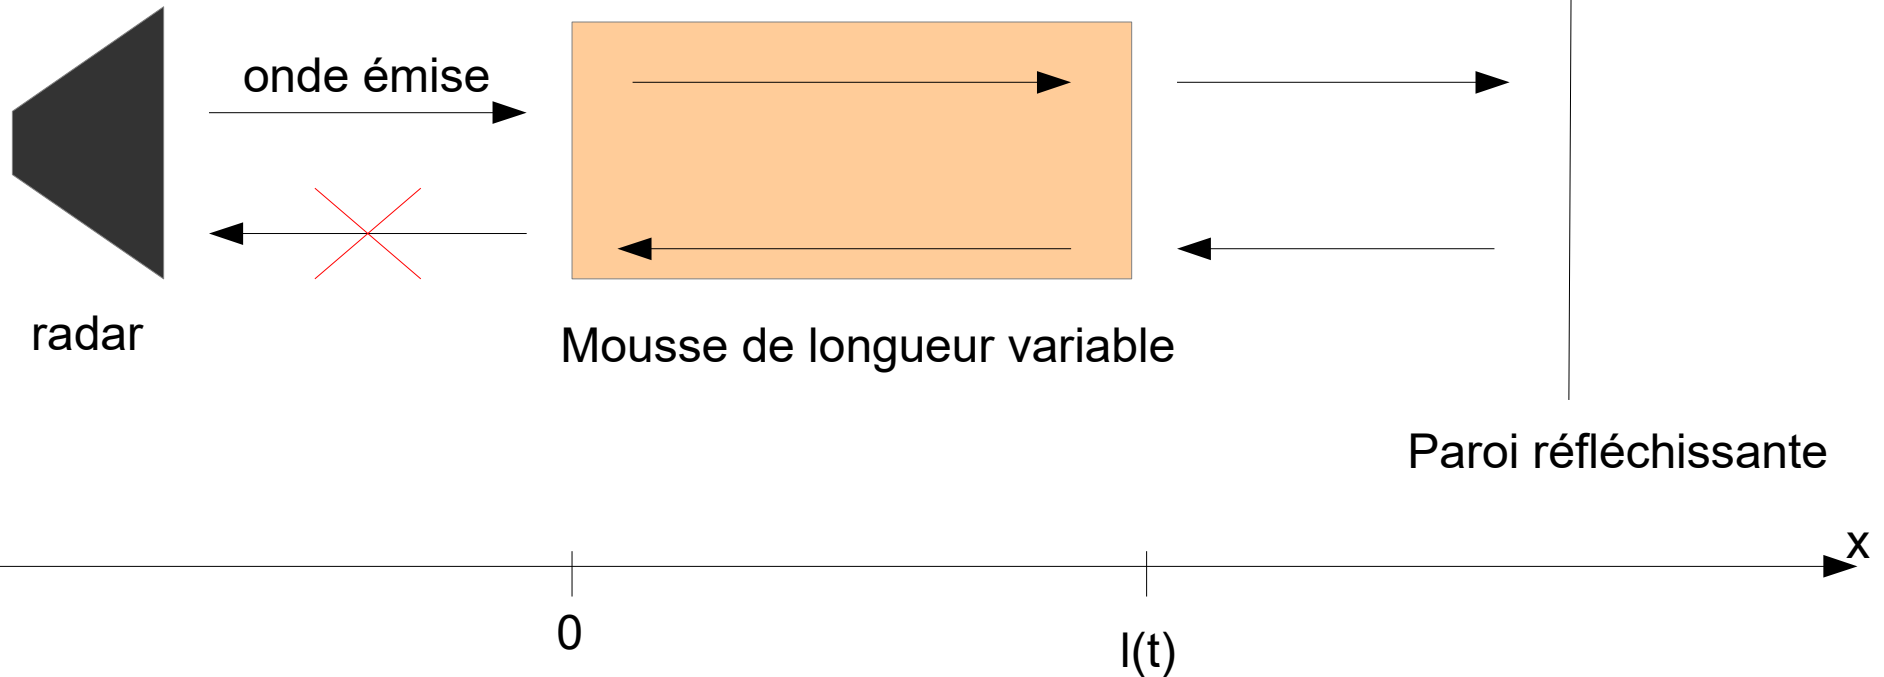 onde émise
radar
Mousse de longueur variable
Paroi réfléchissante
x
0
l(t)